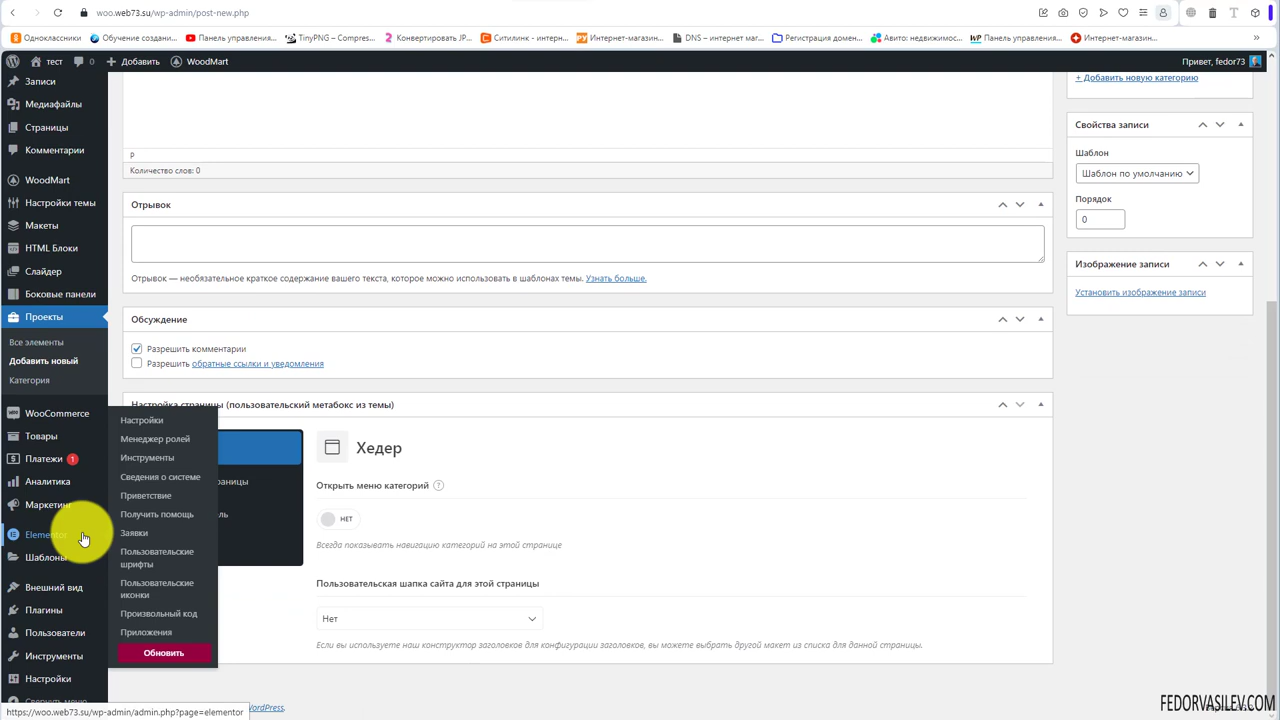 woo.web73.su/wp-admin/post-new.php
Одноклассники
Обучение создани...
Панель управления...
TinyPNG – Compres...
Конвертировать JP...
Ситилинк - интерн...
Интернет-магазин...
DNS – интернет маг...
Регистрация домен...
Авито: недвижимос...
Панель управления...
Интернет-магазин...
тест
0
Добавить
WoodMart
Привет, fedor73
Записи
Медиафайлы
Страницы
Комментарии
WoodMart
Настройки темы
Макеты
HTML Блоки
Слайдер
Боковые панели
Проекты
Все элементы
Добавить новый
Категория
WooCommerce
Товары
Платежи 1
Аналитика
Маркетинг
Elementor
Шаблоны
Внешний вид
Плагины
Пользователи
Инструменты
Настройки
Свернуть меню
Настройки
Менеджер ролей
Инструменты
Сведения о системе
Приветствие
Получить помощь
Заявки
Пользовательские
шрифты
Пользовательские
иконки
Произвольный код
Приложения
Обновить
P
Количество слов: 0
Отрывок
Отрывок — необязательное краткое содержание вашего текста, которое можно использовать в шаблонах темы. Узнать больше.
Обсуждение
Разрешить комментарии
Разрешить обратные ссылки и уведомления
Настройка страницы (пользовательский метабокс из темы)
раницы
ль
Хедер
Открыть меню категорий ?
НЕТ
Всегда показывать навигацию категорий на этой странице
Пользовательская шапка сайта для этой страницы
Нет
Если вы используете наш конструктор заголовков для конфигурации заголовков, вы можете выбрать другой макет из списка для данной страницы.
+ Добавить новую категорию
Свойства записи
Шаблон
Шаблон по умолчанию
Порядок
0
Изображение записи
Установить изображение записи
WordPress.
https://woo.web73.su/wp-admin/admin.php?page=elementor
FEDORVASILEV.COM